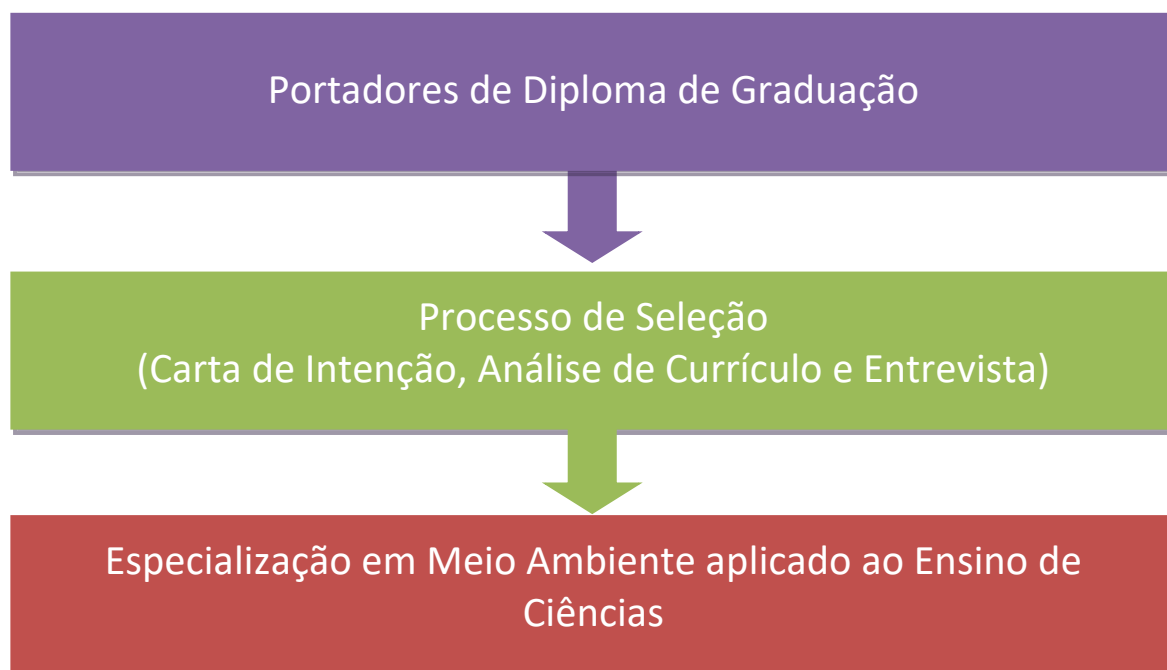 Portadores de Diploma de Graduação
Processo de Seleção
(Carta de Intenção, Análise de Currículo e Entrevista)
Especialização em Meio Ambiente aplicado ao Ensino de
Ciências